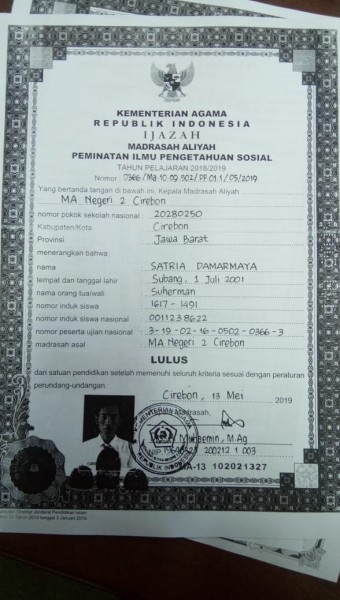 KEMENTERIAN AGAMA
REPUBLIK INDONESIA
IJAZAH
MADRASAH ALIYAH
PEMINATAN ILMU PENGETAHUAN SOSIAL
TAHUN PELAJARAN 2018/2019
Nomor : 0366/Ma.10.09.302/PP.01.1/05/2019
Yang bertanda tangan di bawah ini, Kepala Madrasah Aliyah
MA Negeri 2 Cirebon
nomor pokok sekolah nasional : 20280250
Kabupaten/Kota : Cirebon
Provinsi : Jawa Barat
menerangkan bahwa:
nama : SATRIA DAMARMAYA
tempat dan tanggal lahir : Subang, 1 Juli 2001
nama orang tua/wali : Suherman
nomor induk siswa : 1617 - 1491
nomor induk siswa nasional : 0011238622
nomor peserta ujian nasional : 3-19-02-16-0502-0366-3
madrasah asal : MA Negeri 2 Cirebon
LULUS
dari satuan pendidikan setelah memenuhi seluruh kriteria sesuai dengan peraturan
perundang-undangan.
Cirebon, 13 Mei 2019
Madrasah,
KEMENTERIAN AGAMA
REPUBLIK INDONESIA
M.Ag
NIP 200212 1 003
MA-13 102021327